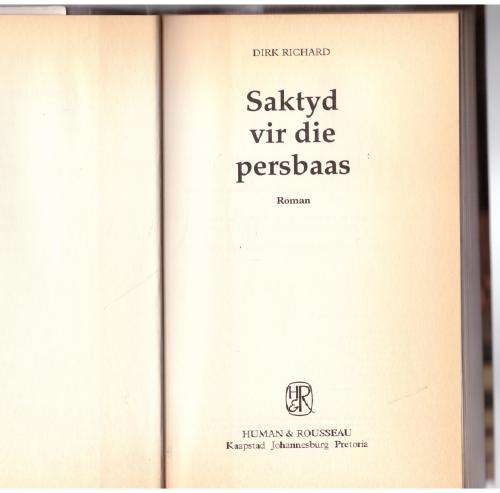 DIRK RICHARD
Saktyd
vir die
persbaas
Roman
H
&R
HUMAN & ROUSSEAU
Kaapstad Johannesburg Pretoria